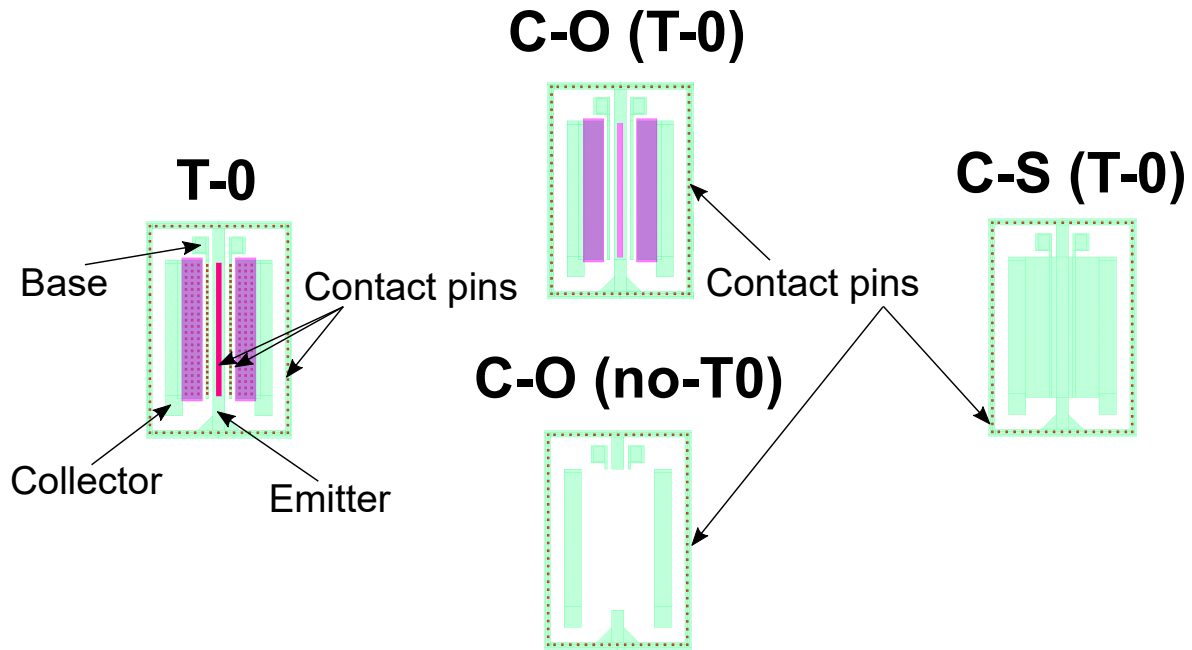 C-O (T-0)
T-0
C-S (T-0)
Base
Contact pins
Contact pins
C-O (no-T0)
Collector
Emitter